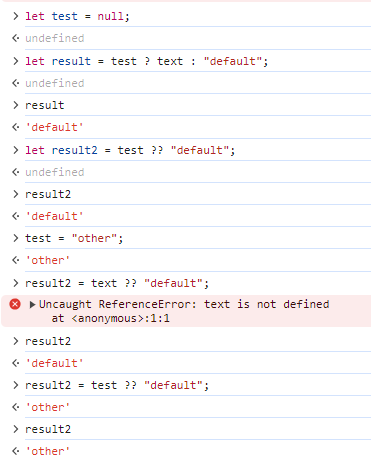 > let test = null;
<· undefined
> let result = test ? text : "default";
<· undefined
> result
<· 'default'
> let result2 = test ?? "default";
<· undefined
> result2
<· 'default'
> test = "other";
<· 'other'
> result2 = text ?? "default";
▶Uncaught ReferenceError: text is not defined
at <anonymous>:1:1
> result2
<· 'default'
> result2 = test ?? "default";
<· 'other'
> result2
<· 'other'